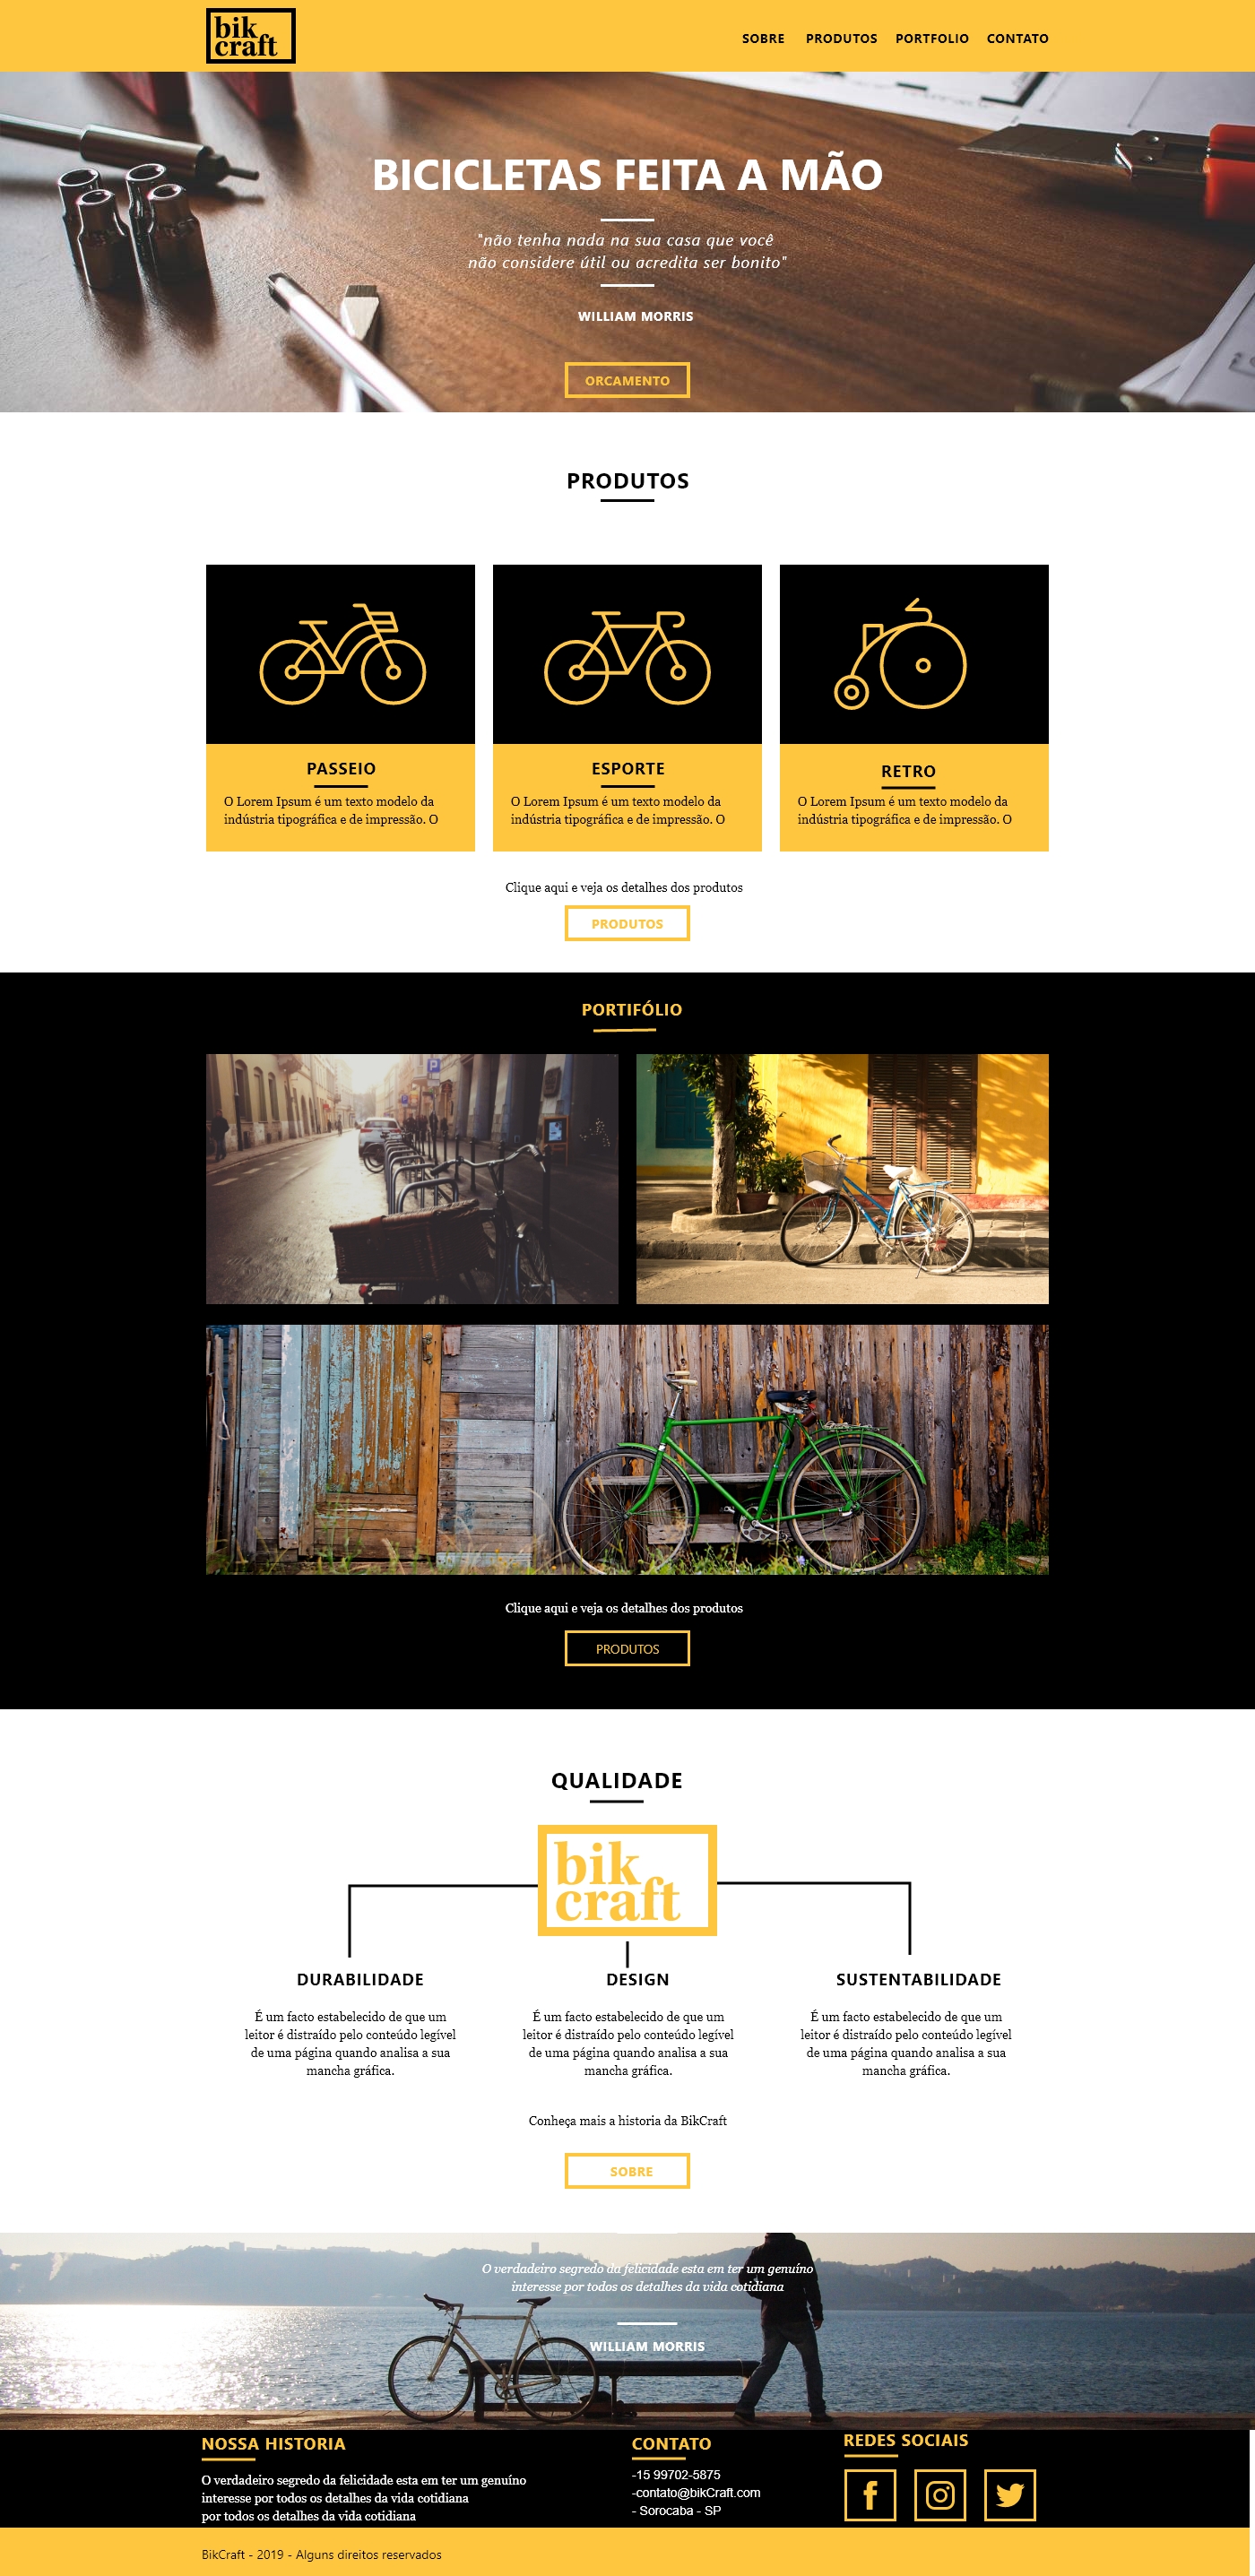 bik
craft
SOBRE PRODUTOS PORTFOLIO CONTATO
BICICLETAS FEITA A MÃO
"não tenha nada na sua casa que você
não considere útil ou acredita ser bonito"
WILLIAM MORRIS
ORCAMENTO
PRODUTOS
PASSEIO
O Lorem Ipsum é um texto modelo da
indústria tipográfica e de impressão. O
ESPORTE
O Lorem Ipsum é um texto modelo da
indústria tipográfica e de impressão. O
RETRO
O Lorem Ipsum é um texto modelo da
indústria tipográfica e de impressão. O
Clique aqui e veja os detalhes dos produtos
PRODUTOS
PORTIFÓLIO
P
Clique aqui e veja os detalhes dos produtos
PRODUTOS
QUALIDADE
bik
craft
DURABILIDADE
É um facto estabelecido de que um
leitor é distraído pelo conteúdo legível
de uma página quando analisa a sua
mancha gráfica.
DESIGN
É um facto estabelecido de que um
leitor é distraído pelo conteúdo legível
de uma página quando analisa a sua
mancha gráfica.
SUSTENTABILIDADE
É um facto estabelecido de que um
leitor é distraído pelo conteúdo legível
de uma página quando analisa a sua
mancha gráfica.
Conheça mais a historia da BikCraft
SOBRE
O verdadeiro segredo da felicidade esta em ter um genuíno
interesse por todos os detalhes da vida cotidiana
WILLIAM MORRIS
NOSSA HISTORIA
O verdadeiro segredo da felicidade esta em ter um genuíno
interesse por todos os detalhes da vida cotidiana
por todos os detalhes da vida cotidiana
CONTATO
-15 99702-5875
-contato@bikCraft.com
- Sorocaba - SP
REDES SOCIAIS
BikCraft - 2019 - Alguns direitos reservados